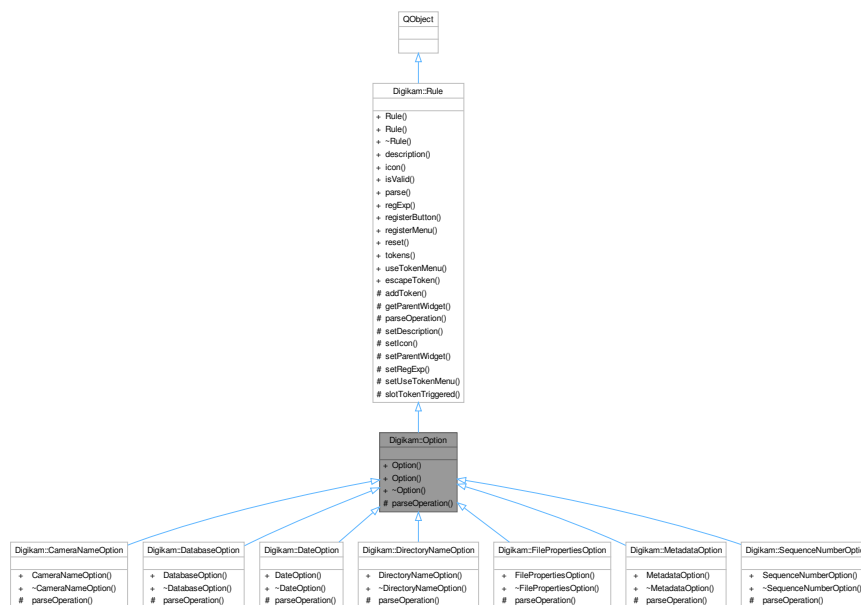 QObject
Digikam::Rule
+ Rule()
+ Rule()
+ ~Rule()
+ description()
+ icon()
+ isValid()
+ parse()
+ regExp()
+ registerButton()
+ registerMenu()
+ reset()
+ tokens()
+ useTokenMenu()
+ escapeToken()
# addToken()
# getParentWidget()
# parseOperation()
# setDescription()
# setIcon()
# setParentWidget()
# setRegExp()
# setUseTokenMenu()
# slotTokenTriggered()
Digikam::Option
+ Option()
+ Option()
+ ~Option()
# parseOperation()
Digikam::CameraNameOption
+ CameraNameOption()
+ ~CameraNameOption()
# parseOperation()
Digikam::DatabaseOption
+ DatabaseOption()
+ ~DatabaseOption()
# parseOperation()
Digikam::DateOption
+ DateOption()
+ ~DateOption()
# parseOperation()
Digikam::DirectoryNameOption
+ DirectoryNameOption()
+ ~DirectoryNameOption()
# parseOperation()
Digikam::FilePropertiesOption
+ FilePropertiesOption()
+ ~FilePropertiesOption()
# parseOperation()
Digikam::MetadataOption
+ MetadataOption()
+ ~MetadataOption()
# parseOperation()
Digikam::SequenceNumberOpti
+ SequenceNumberOption()
+ ~SequenceNumberOption()
# parseOperation()